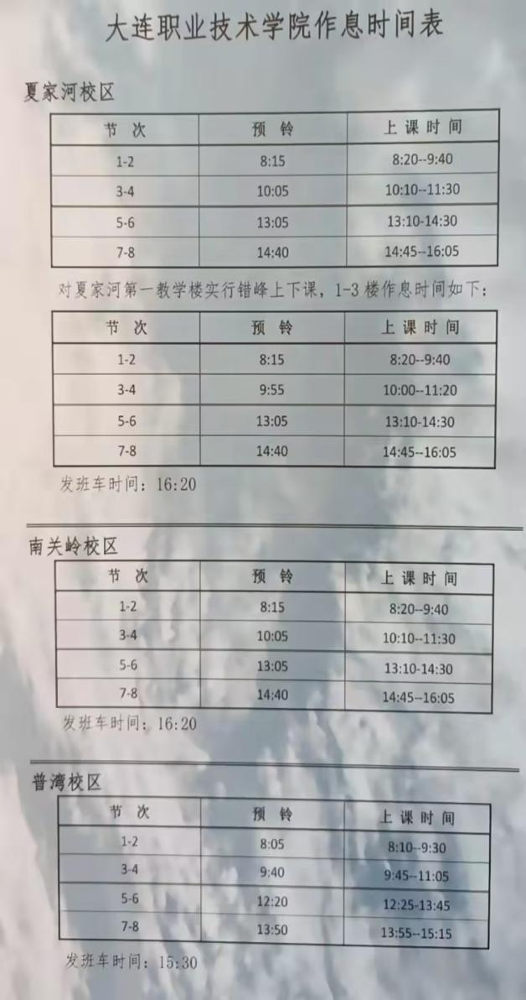 大连职业技术学院作息时间表
夏家河校区
节 次 预 铃 上 课 时 间
1-2 8:15 8:20--9:40
3-4 10:05 10:10--11:30
5-6 13:05 13:10-14:30
7-8 14:40 14:45--16:05
对夏家河第一教学楼实行错峰上下课，1-3 楼作息时间如下：
节 次 预 铃 上 课 时 间
1-2 8:15 8:20--9:40
3-4 9:55 10:00--11:20
5-6 13:05 13:10-14:30
7-8 14:40 14:45--16:05
发班车时间：16:20
南关岭校区
节 次 预 铃 上 课 时 间
1-2 8:15 8:20--9:40
3-4 10:05 10:10--11:30
5-6 13:05 13:10-14:30
7-8 14:40 14:45--16:05
发班车时间：16:20
普湾校区
节 次 预 铃 上 课 时 间
1-2 8:05 8:10--9:30
3-4 9:40 9:45--11:05
5-6 12:20 12:25-13:45
7-8 13:50 13:55--15:15
发班车时间：15:30